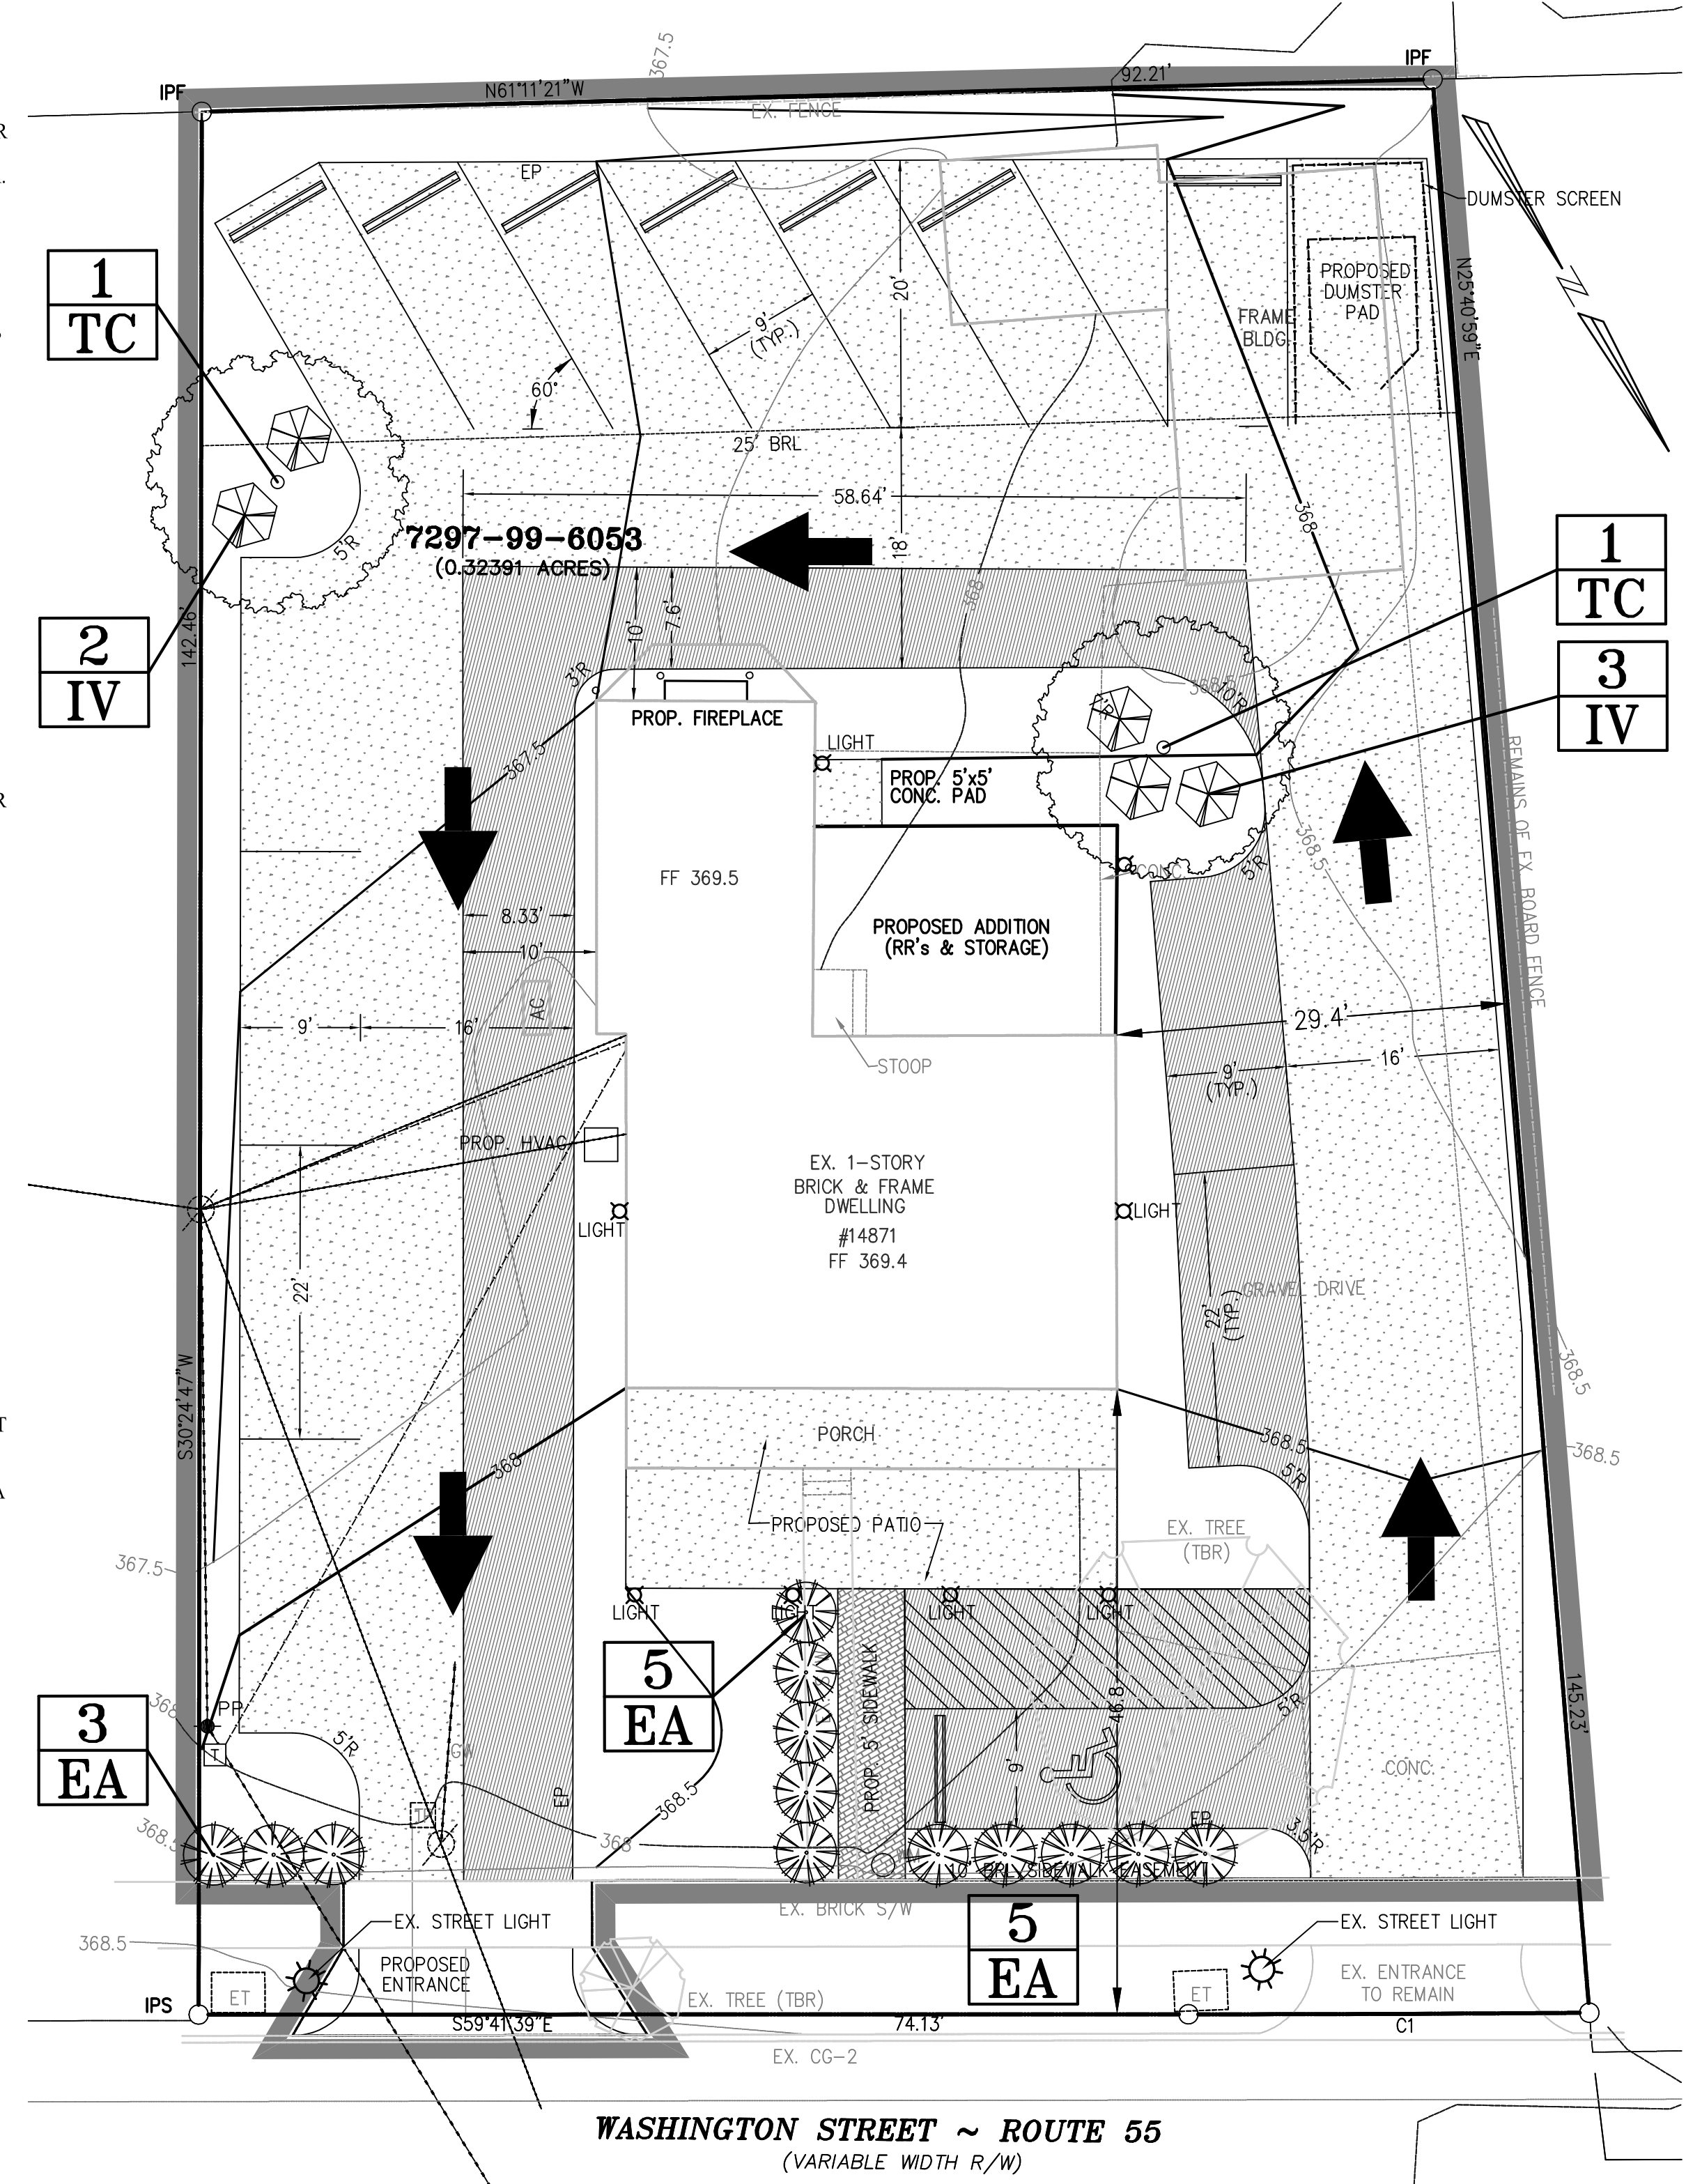 367.5
IPF
IPF
N61°11'21"W
92.21'
EX. FENCE
R
EP
DUMSTER SCREEN
1
TC
20'
9'
(TYP.)
FRAME
BLDG.
PROPOSED
DUMSTER
PAD
N25°40'59"E
60°
25' BRL
58.64'
368
7297-99-6053
(0.32391 ACRES)
18'
5'R
1
TC
368
142.46'
2
IV
10'
7.6'
3'R
3
IV
368.5
10'R
7'R
PROP. FIREPLACE
LIGHT
367.5
PROP. 5'x5'
CONC. PAD
R
REMAINS OF EX. BOARD FENCE
368.5
5'R
CONC.
FF 369.5
8.33'
10'
PROPOSED ADDITION
(RR's & STORAGE)
AC
9'
16'
29.4'
STOOP
16'
9'
(TYP.)
PROP. HVAC
EX. 1-STORY
BRICK & FRAME
DWELLING
#14871
FF 369.4
LIGHT
LIGHT
22'
22'
(TYP.)
GRAVEL DRIVE
368.5
S30°24'47"W
T
PORCH
368.5
368.5
368
5'R
A
PROPOSED PATIO
EX. TREE
(TBR)
367.5
LIGHT
LIGHT
LIGHT
LIGHT
5
EA
PROP. 5' SIDEWALK
46.8'
5'R
145.23'
368
PP
3
EA
T
5'R
GW
9'
CONC.
EP
368.5
EP
368.5
368
3.5'R
10' BRL/SIDEWALK EASEMENT
EX. BRICK S/W
5
EA
EX. STREET LIGHT
EX. STREET LIGHT
368.5
PROPOSED
ENTRANCE
EX. ENTRANCE
TO REMAIN
ET
ET
IPS
EX. TREE (TBR)
S59°41'39"E
74.13'
C1
EX. CG-2
WASHINGTON STREET ~ ROUTE 55
(VARIABLE WIDTH R/W)